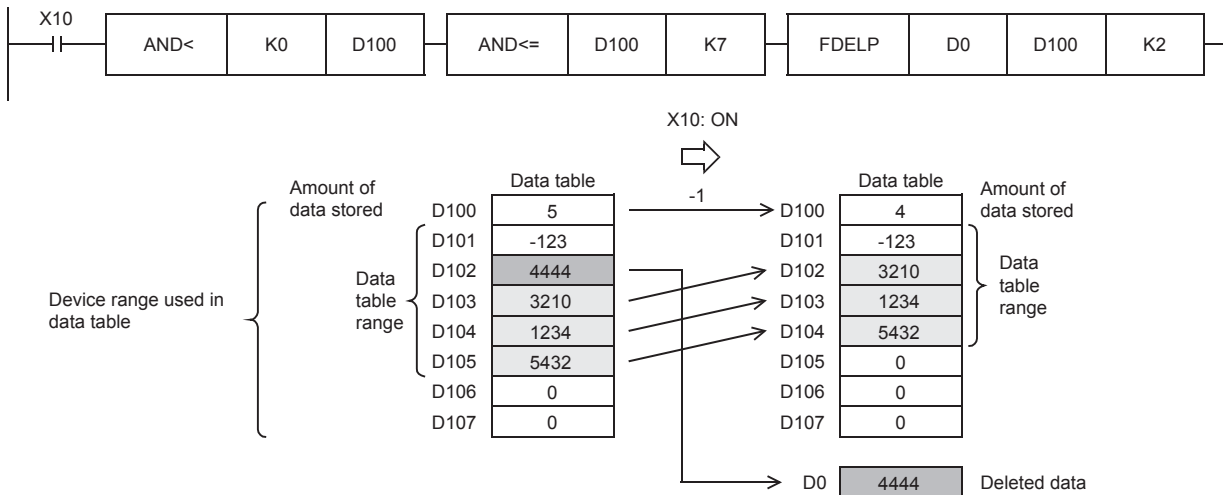 X10
AND< K0 D100 AND<= D100 K7 FDELP D0 D100 K2
X10: ON
Amount of
data stored
Data table
-1
Data table
Amount of
data stored
D100 5 D100 4
D101 -123 D101 -123
D102 4444 D102 3210
D103 3210 D103 1234
D104 1234 D104 5432
D105 5432 D105 0
D106 0 D106 0
D107 0 D107 0
Device range used in
data table
Data
table
range
Data
table
range
D0 4444 Deleted data